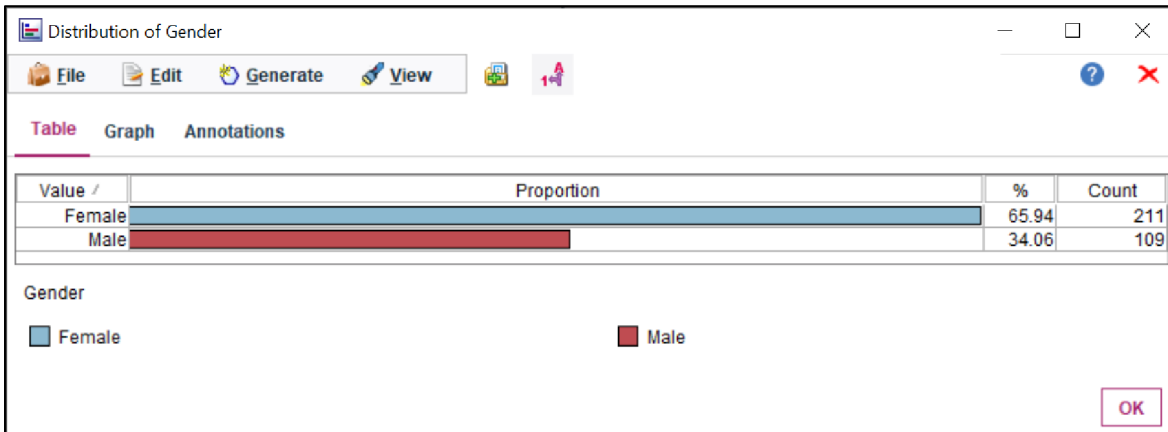 Distribution of Gender
File Edit Generate View
Table Graph Annotations
Value Proportion % Count
Female 65.94 211
Male 34.06 109
Gender
Female Male
OK